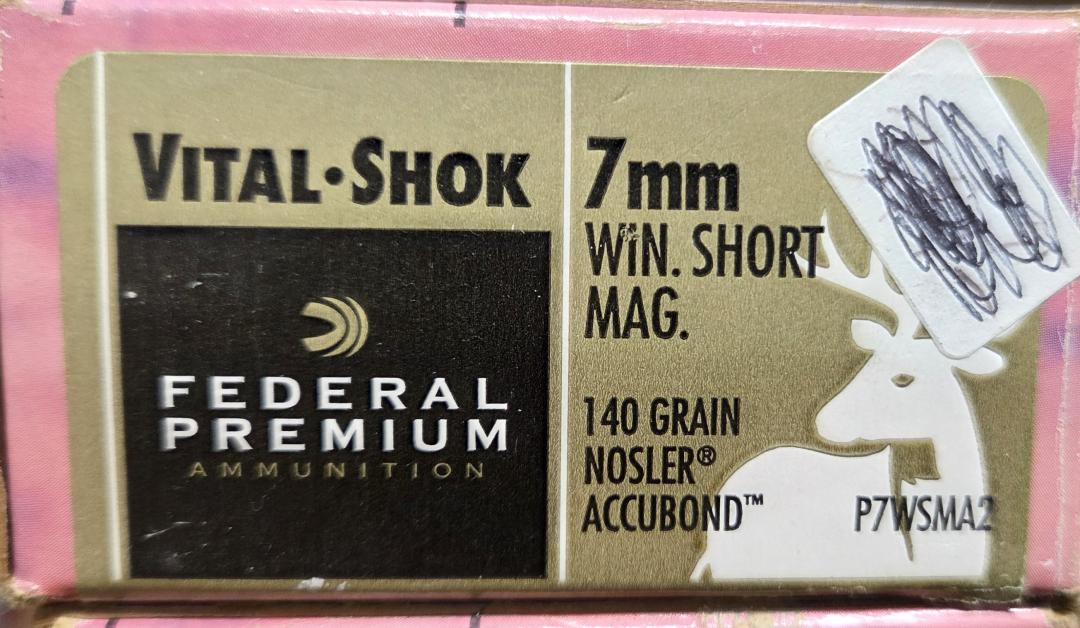 VITAL•SHOK
FEDERAL
PREMIUM
AMMUNITION
7mm
WIN. SHORT
MAG.
140 GRAIN
NOSLER®
ACCUBOND™
P7WSMA2